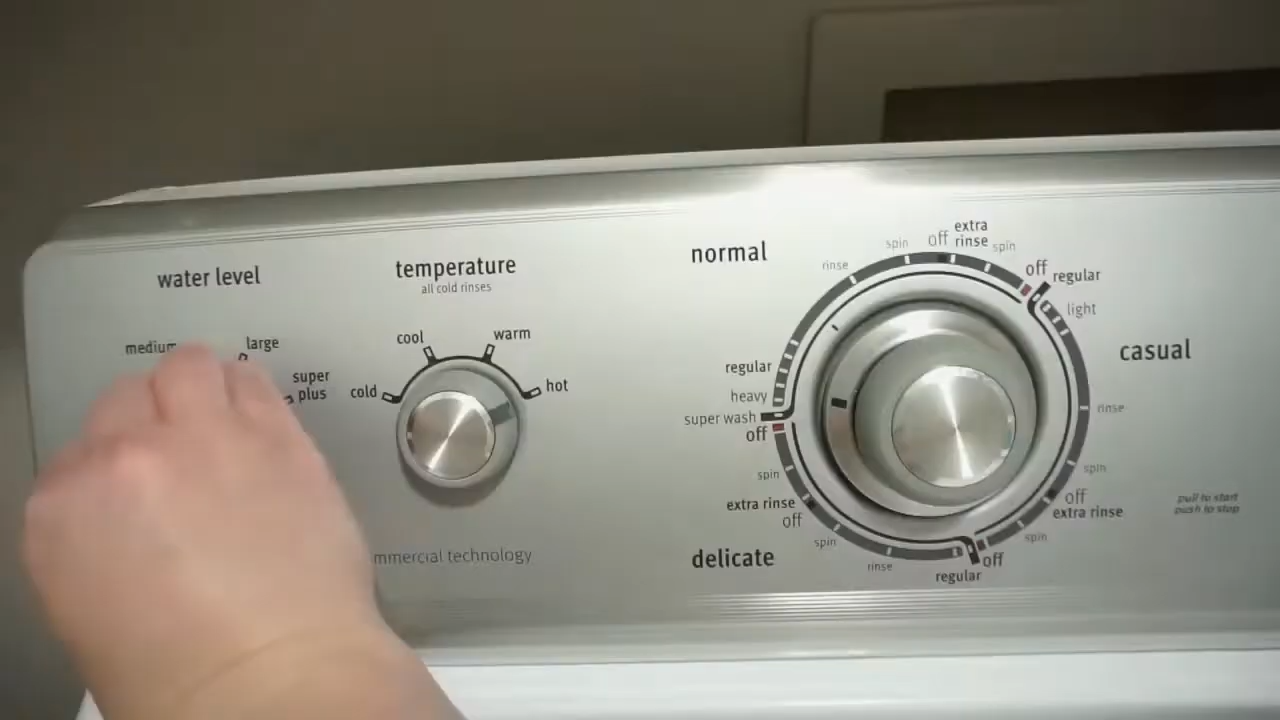 water level
medium
large
super
plus
temperature
all cold rinses
cold
cool
warm
hot
mmercial technology
normal
rinse
spin
off
extra
rinse
spin
off
regular
light
casual
rinse
spin
off
extra rinse
spin
off
regular
rinse
spin
off
extra rinse
spin
off
super wash
heavy
regular
delicate
pull to start
push to stop